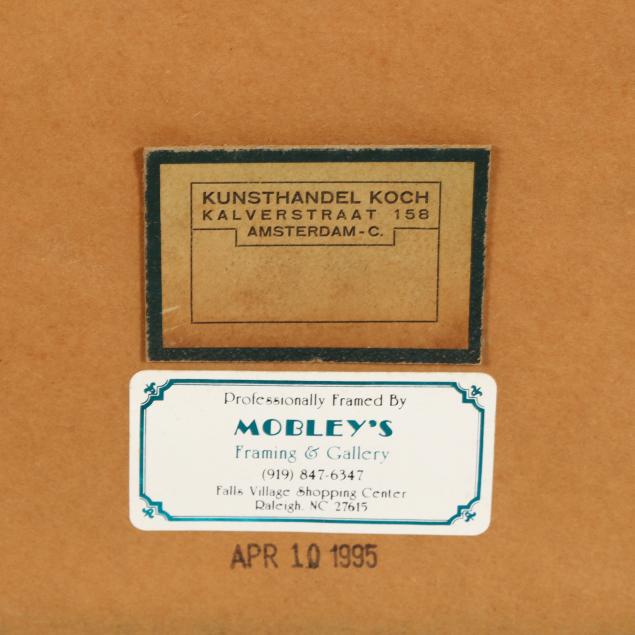 KUNSTHANDEL KOCH
KALVERSTRAAT 158
AMSTERDAM-C.
Professionally Framed By
MOBLEY'S
Framing & Gallery
(919) 847-6347
Falls Village Shopping Center
Raleigh, NC 27615
APR 10 1995